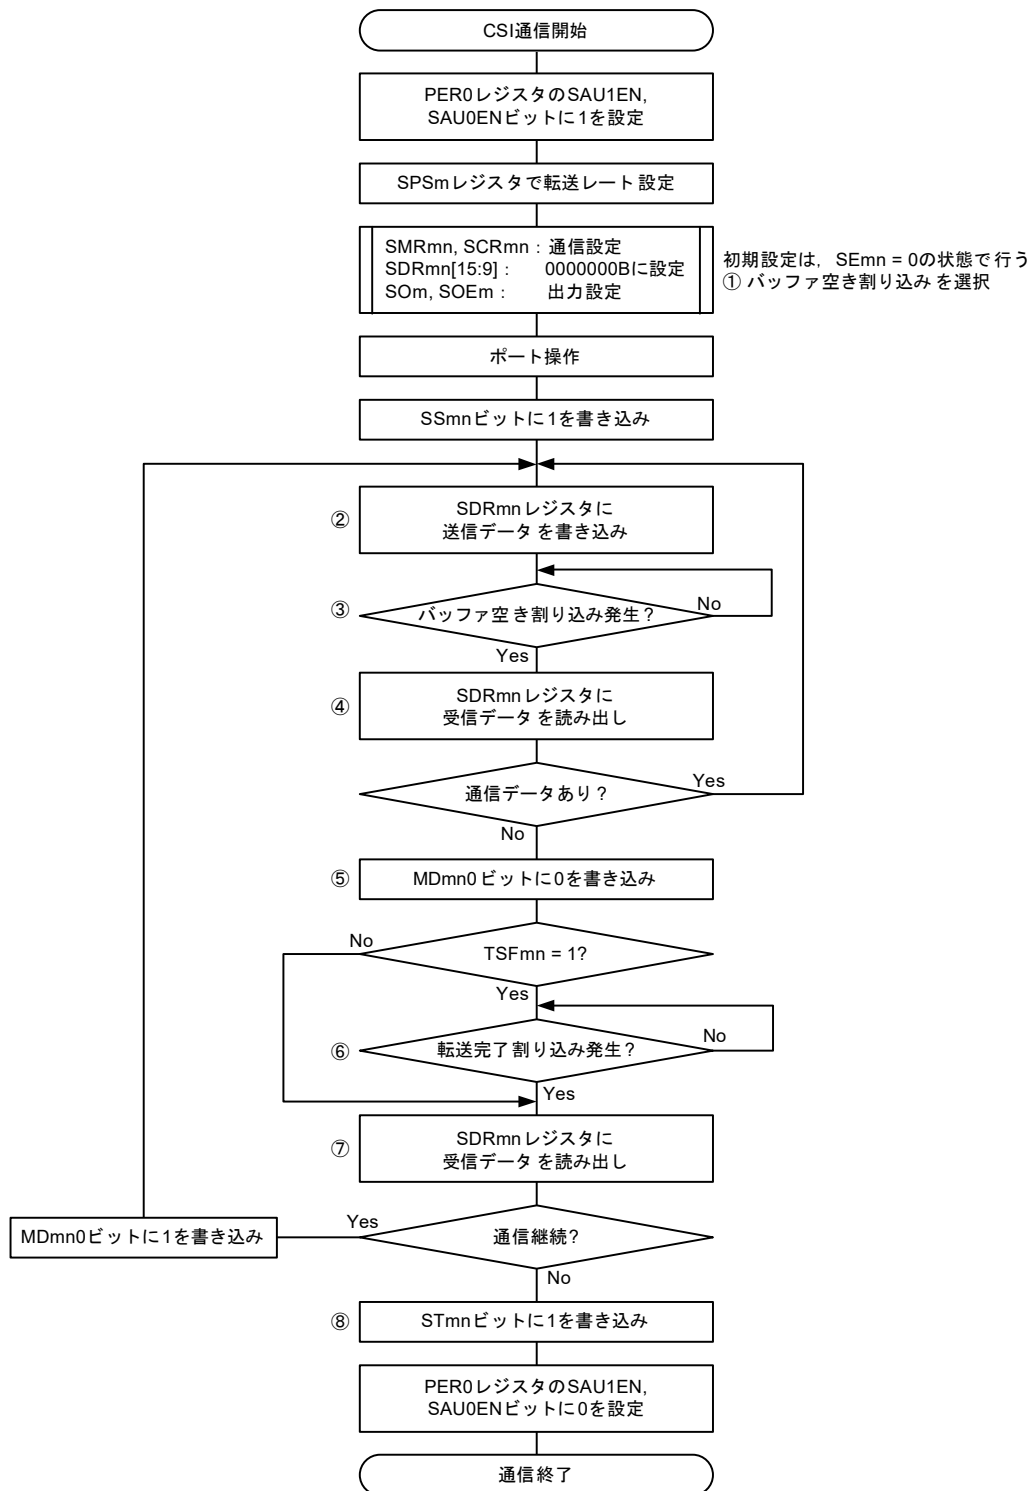 CSI通信開始
PER0レジスタのSAU1EN,
SAU0ENビットに1を設定
SPSmレジスタで転送レート設定
SMRmn, SCRmn：通信設定
SDRmn[15:9]： 0000000Bに設定
SOm, SOEm： 出力設定
初期設定は，SEmn = 0の状態で行う
① バッファ空き割り込みを選択
ポート操作
SSmnビットに1を書き込み
②
SDRmnレジスタに
送信データを書き込み
③
バッファ空き割り込み発生？
No
Yes
④
SDRmnレジスタに
受信データを読み出し
通信データあり？
Yes
No
⑤
MDmn0ビットに0を書き込み
No
TSFmn = 1?
Yes
⑥
転送完了割り込み発生？
No
Yes
⑦
SDRmnレジスタに
受信データを読み出し
MDmn0ビットに1を書き込み
Yes
通信継続?
No
⑧
STmnビットに1を書き込み
PER0レジスタのSAU1EN,
SAU0ENビットに0を設定
通信終了